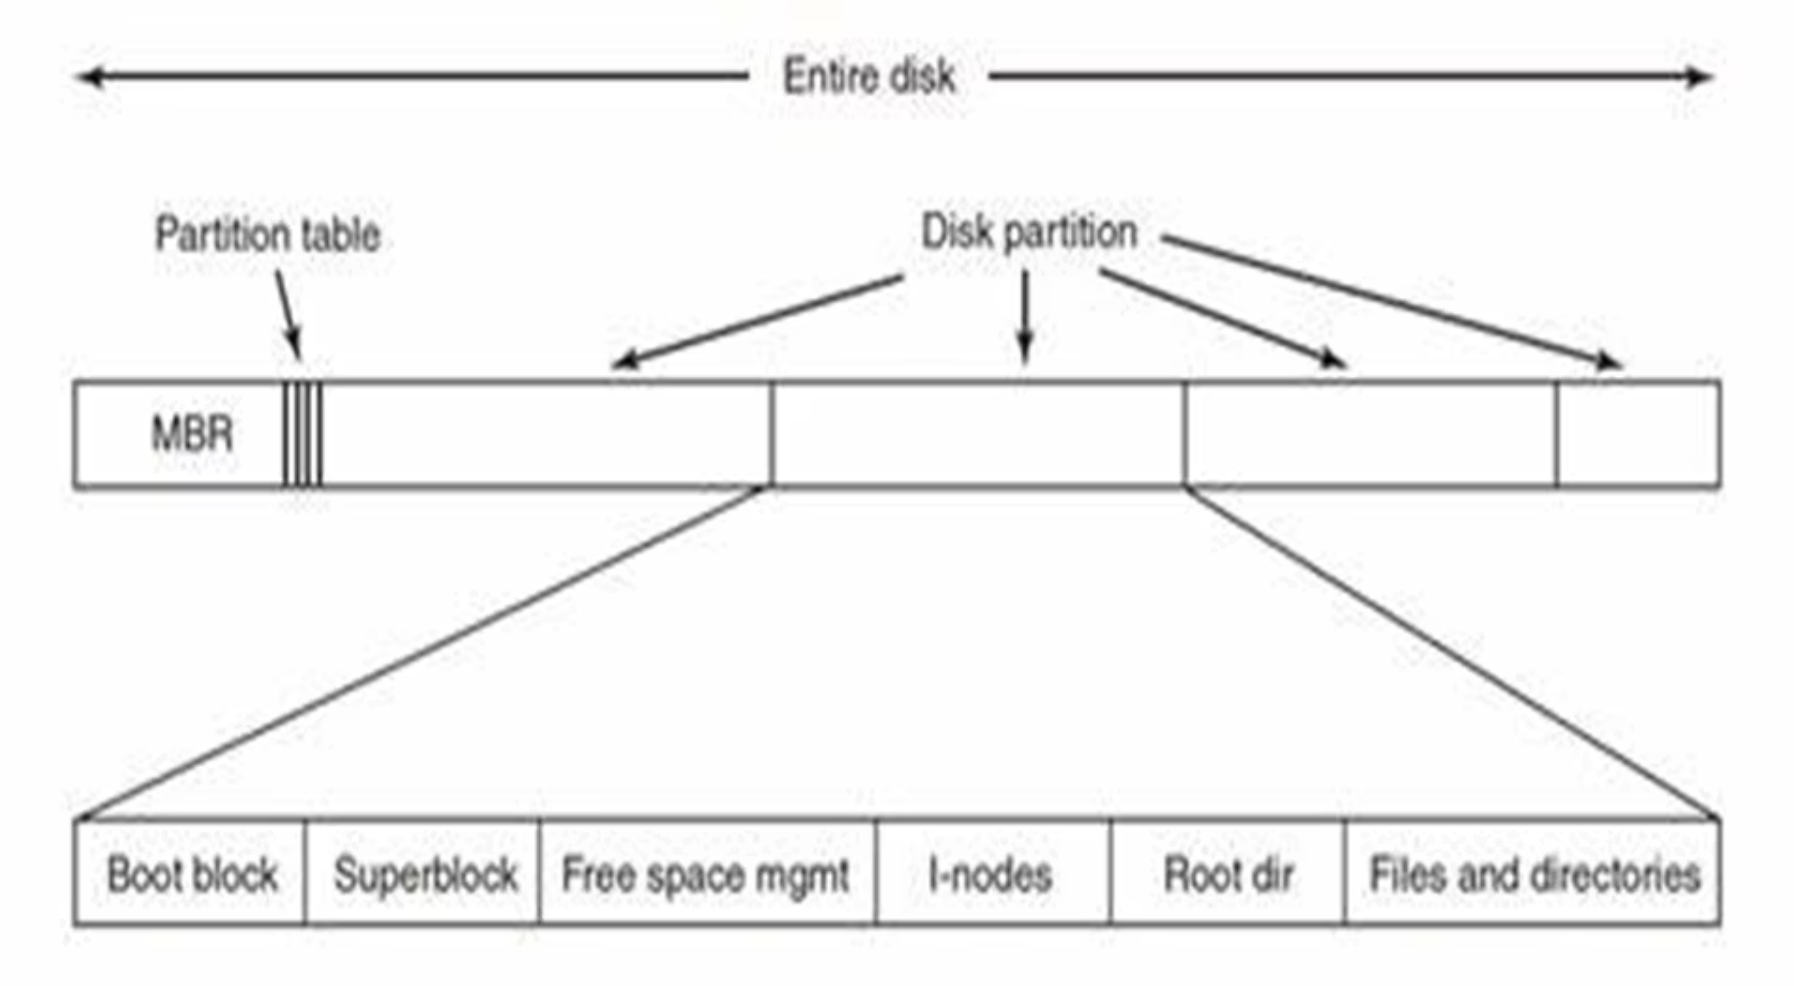 Entire disk
Partition table
Disk partition
MBR
Boot block
Superblock
Free space mgmt
I-nodes
Root dir
Files and directories